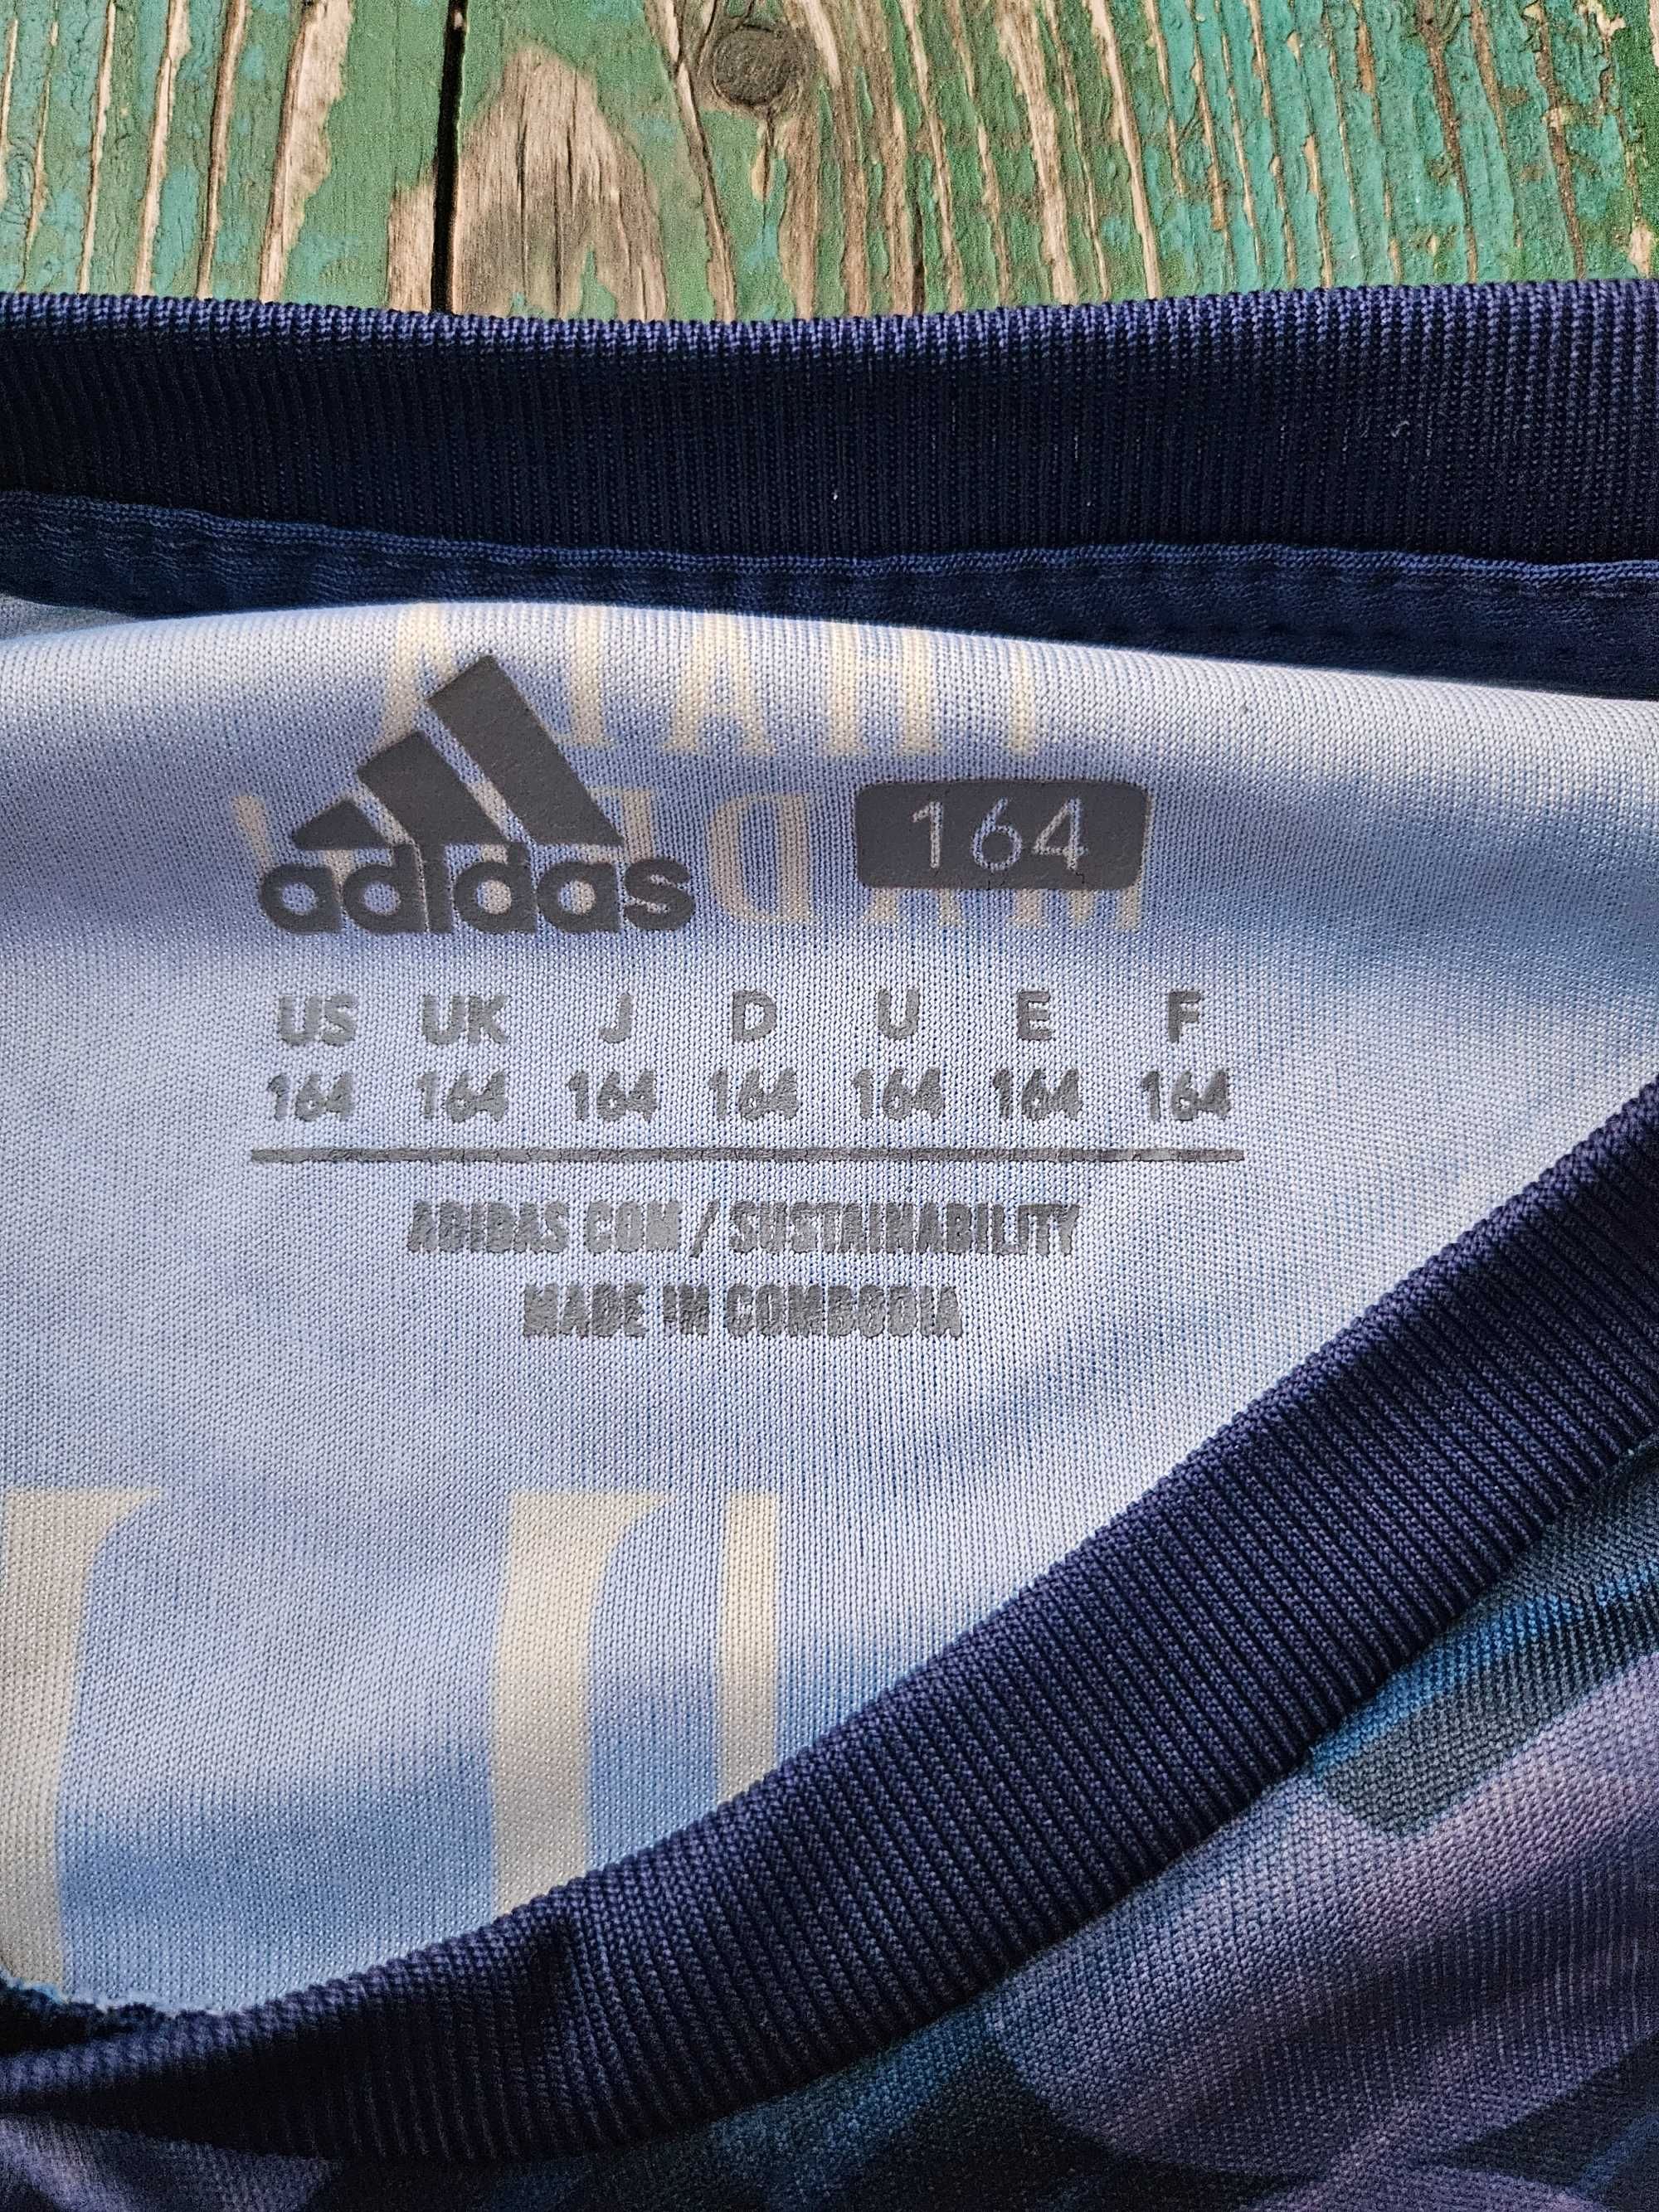 adidas
164
US UK J D U E F
164 164 164 164 164 164 164
ADIDAS COM / SUSTAINABILITY
MADE IN COMBODIA